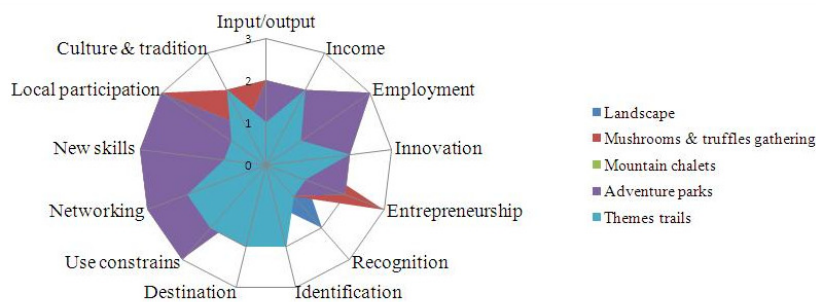 Input/output
3
Culture & tradition
Income
Local participation
2
Employment
1
New skills
Innovation
0
Networking
Entrepreneurship
Use constrains
Recognition
Destination
Identification
Landscape
Mushrooms & truffles gathering
Mountain chalets
Adventure parks
Themes trails